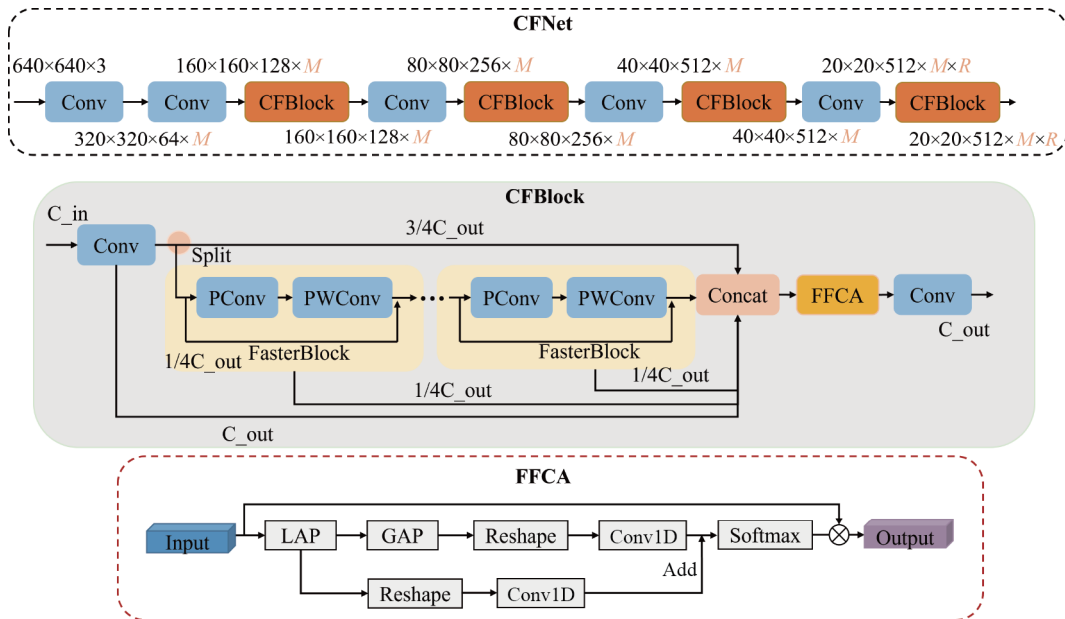 CFNet
640×640×3 160×160×128×M 80×80×256×M 40×40×512×M 20×20×512×M×R
Conv Conv CFBlock Conv CFBlock Conv CFBlock Conv CFBlock
320×320×64×M 160×160×128×M 80×80×256×M 40×40×512×M 20×20×512×M×R
CFBlock
C_in 3/4C_out
Conv
Split
PConv PWConv ··· PConv PWConv Concat FFCA Conv
C_out
1/4C_out FasterBlock FasterBlock
1/4C_out 1/4C_out
C_out
FFCA
Input LAP GAP Reshape Conv1D Softmax Output
Add
Reshape Conv1D